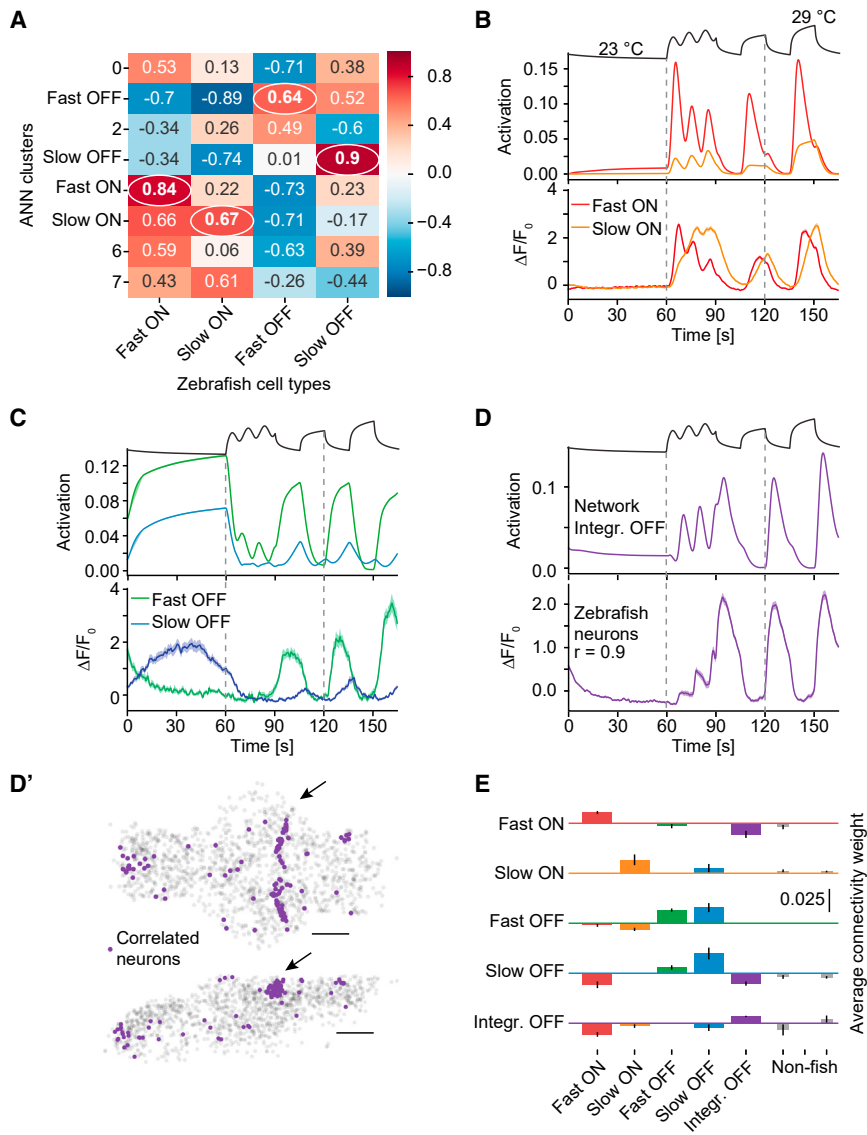 A
ANN clusters
0 0.53 0.13 -0.71 0.38
Fast OFF -0.7 -0.89 0.64 0.52
2 -0.34 0.26 0.49 -0.6
Slow OFF -0.34 -0.74 0.01 0.9
Fast ON 0.84 0.22 -0.73 0.23
Slow ON 0.66 0.67 -0.71 -0.17
6 0.59 0.06 -0.63 0.39
7 0.43 0.61 -0.26 -0.44
Fast ON Slow ON Fast OFF Slow OFF
Zebrafish cell types
0.8
0.4
0.0
−0.4
−0.8
B
23 °C 29 °C
Activation
0.15
0.10
0.05
0.00
ΔF/F0
4
2
0
Fast ON
Slow ON
0 30 60 90 120 150
Time [s]
C
Activation
0.12
0.08
0.04
0.00
ΔF/F0
4
2
0
Fast OFF
Slow OFF
0 30 60 90 120 150
Time [s]
D
Activation
0.1
0.0
Network
Integr. OFF
ΔF/F0
2.0
1.0
0.0
Zebrafish
neurons
r = 0.9
0 30 60 90 120 150
Time [s]
D'
Correlated
neurons
E
Fast ON
Slow ON
Fast OFF
Slow OFF
Integr. OFF
0.025
Average connectivity weight
Fast ON Slow ON Fast OFF Slow OFF Integr. OFF Non-fish